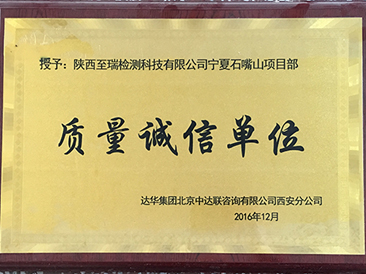 授予：陕西至瑞检测科技有限公司宁夏石嘴山项目部
质量诚信单位
达华集团北京中达联咨询有限公司西安分公司
2016年12月